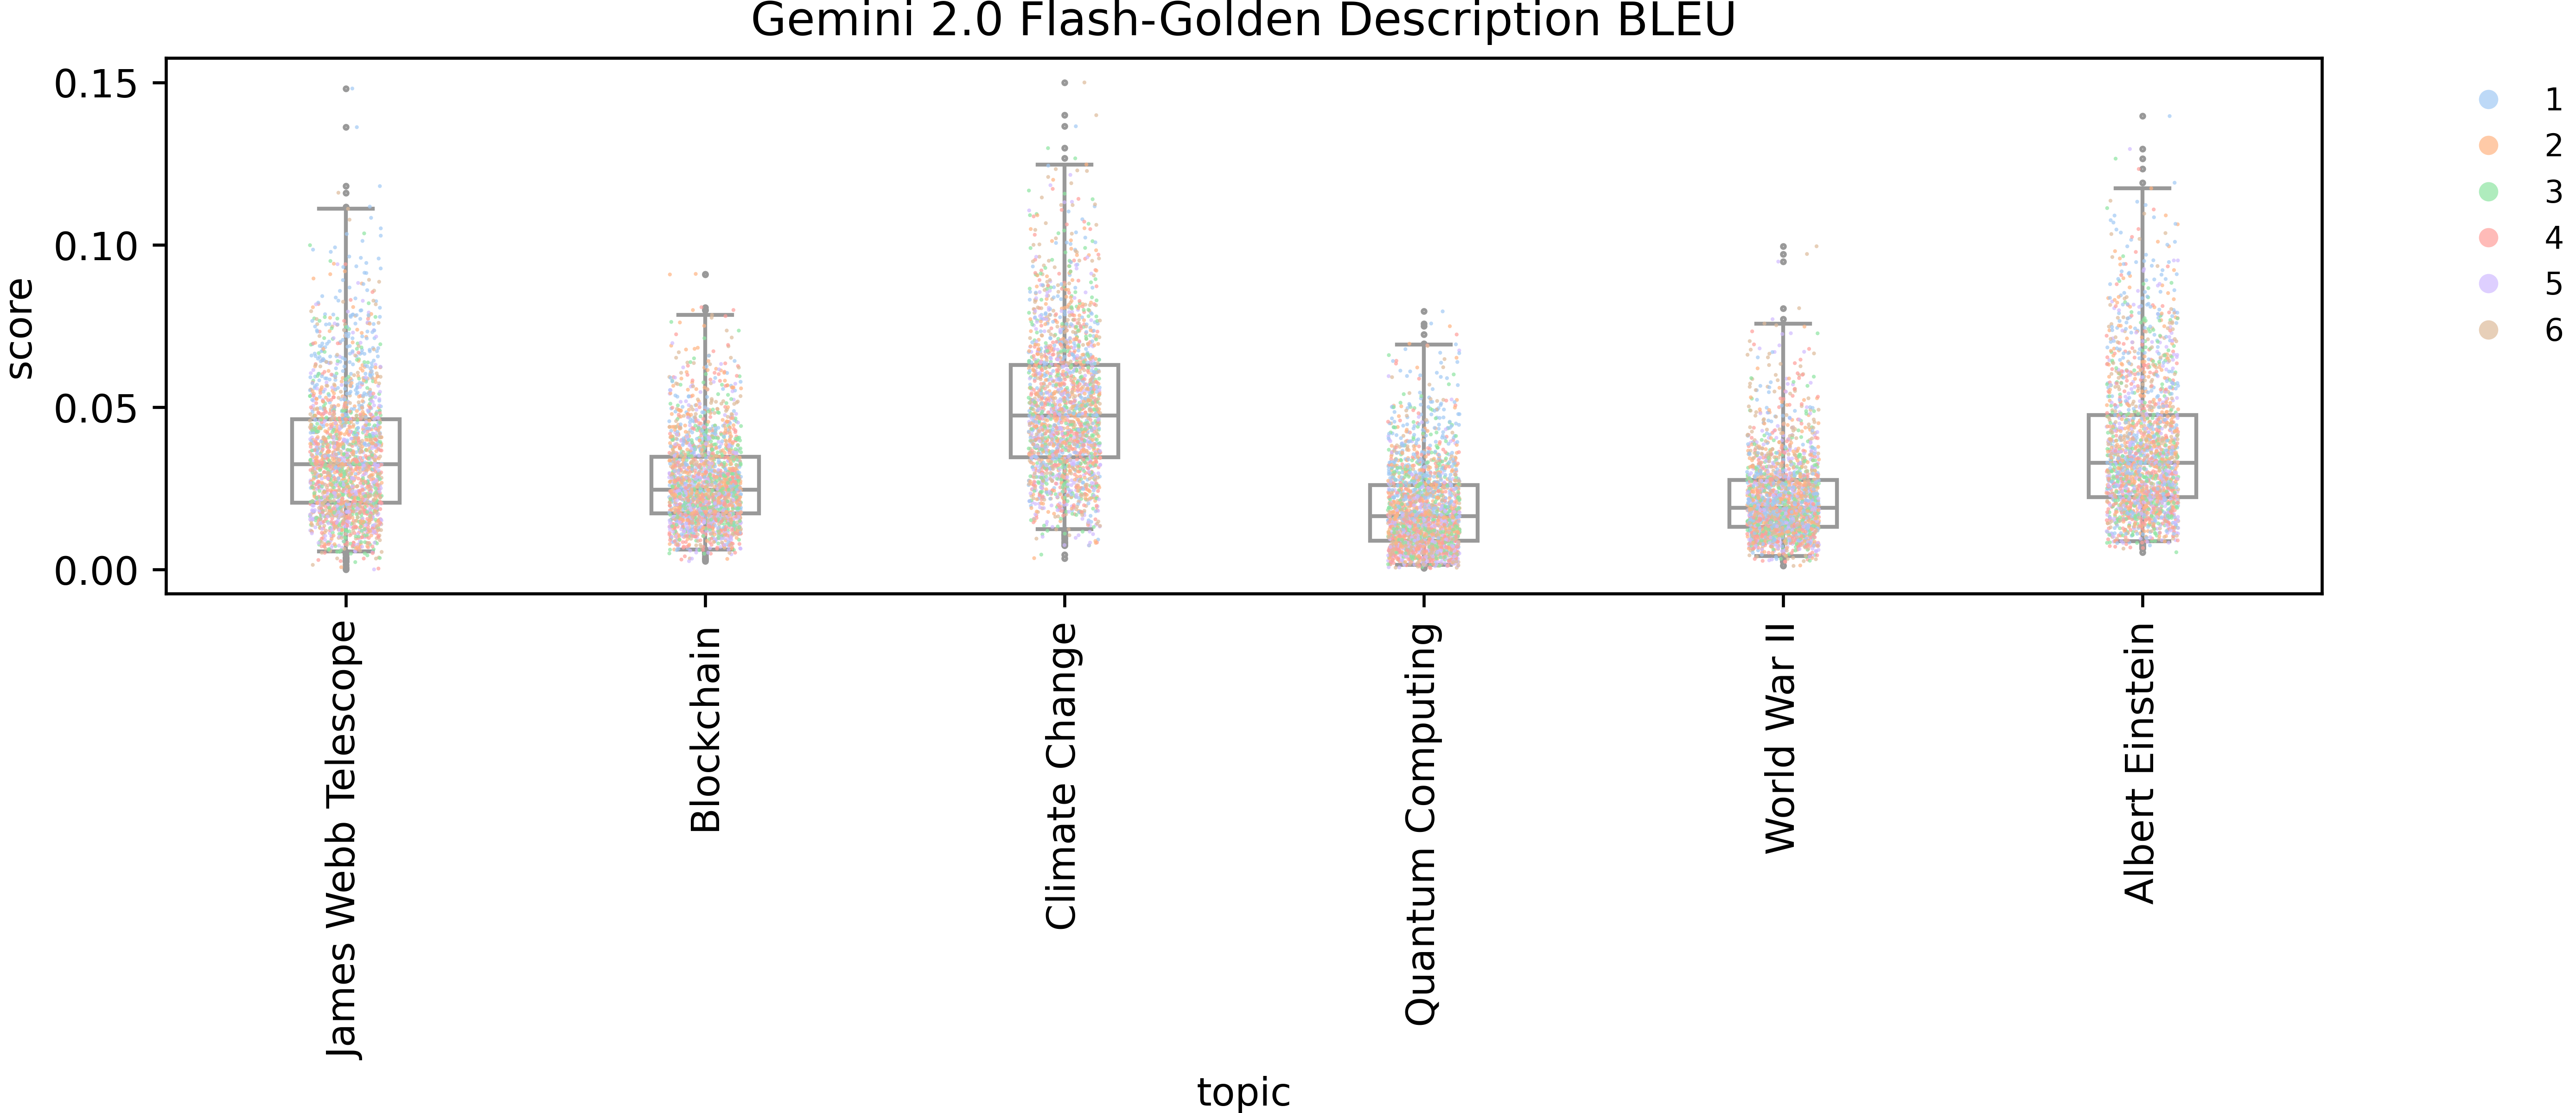 Gemini 2.0 Flash-Golden Description BLEU
score
0.15
0.10
0.05
0.00
James Webb Telescope
Blockchain
Climate Change
Quantum Computing
World War II
Albert Einstein
topic
1
2
3
4
5
6